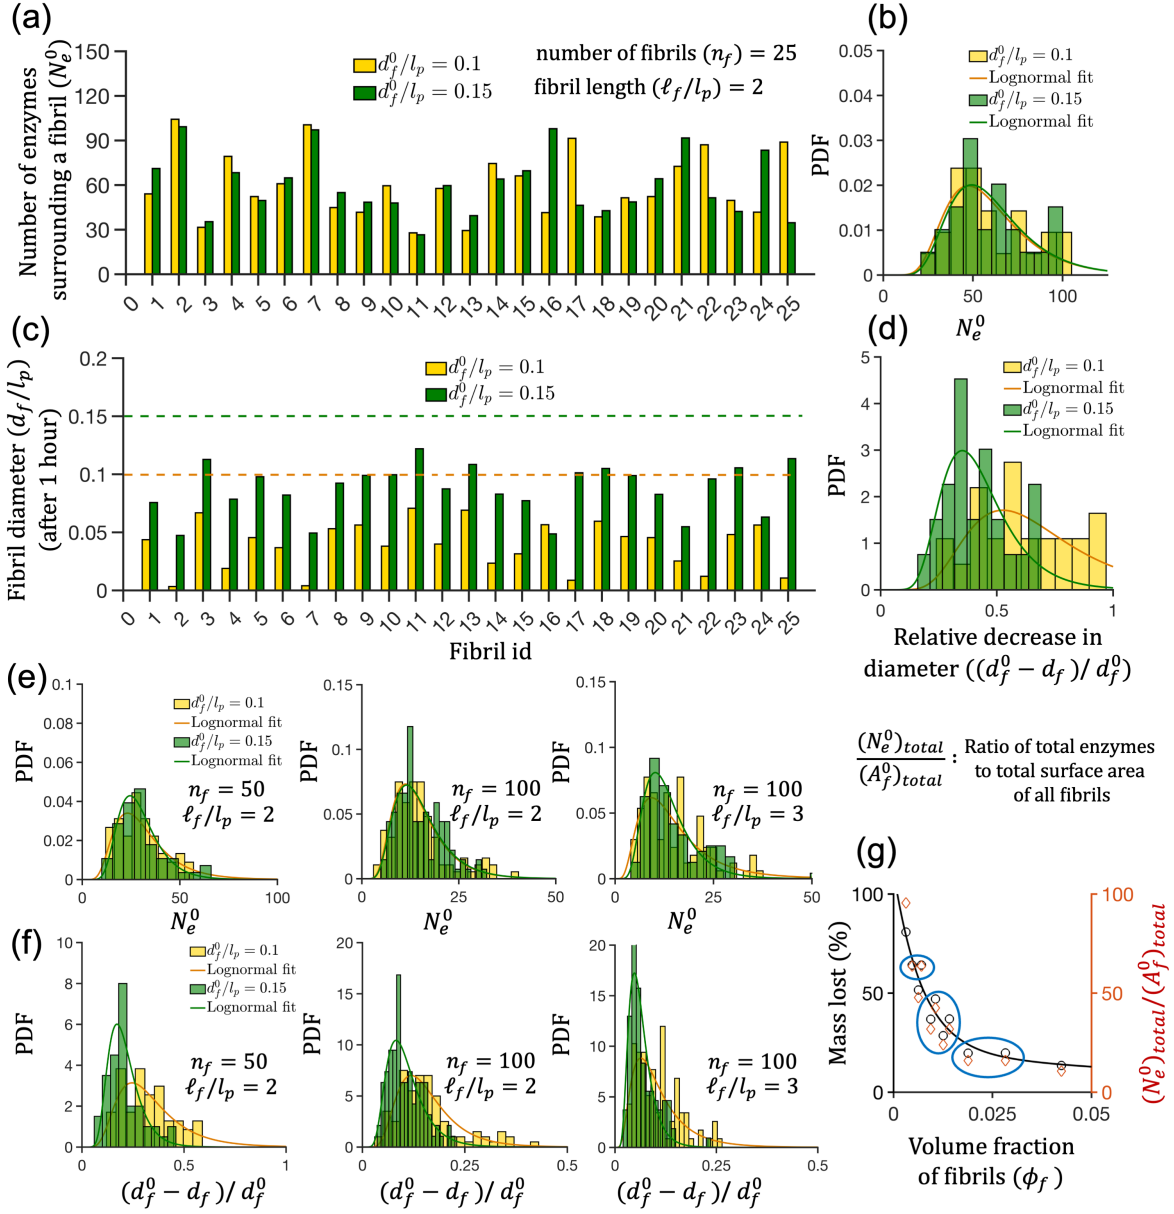 (a)
Number of enzymes
surrounding a fibril (N_e^0)
150
120
90
60
30
0
d_f^0/l_p = 0.1
d_f^0/l_p = 0.15
number of fibrils (n_f) = 25
fibril length (ℓ_f/l_p) = 2
0 1 2 3 4 5 6 7 8 9 10 11 12 13 14 15 16 17 18 19 20 21 22 23 24 25
(b)
PDF
0.05
0.04
0.03
0.02
0.01
0
d_f^0/l_p = 0.1
Lognormal fit
d_f^0/l_p = 0.15
Lognormal fit
0 50 100
N_e^0
(c)
Fibril diameter (d_f/l_p)
(after 1 hour)
0.2
0.15
0.1
0.05
0
d_f^0/l_p = 0.1
d_f^0/l_p = 0.15
0 1 2 3 4 5 6 7 8 9 10 11 12 13 14 15 16 17 18 19 20 21 22 23 24 25
Fibril id
(d)
PDF
5
4
3
2
1
0
d_f^0/l_p = 0.1
Lognormal fit
d_f^0/l_p = 0.15
Lognormal fit
0 0.5 1
Relative decrease in
diameter ((d_f^0 − d_f)/ d_f^0)
(e)
PDF
0.1
0.08
0.06
0.04
0.02
0
d_f^0/l_p = 0.1
Lognormal fit
d_f^0/l_p = 0.15
Lognormal fit
n_f = 50
ℓ_f/l_p = 2
0 50 100
N_e^0
PDF
0.15
0.1
0.05
0
n_f = 100
ℓ_f/l_p = 2
0 25 50
N_e^0
PDF
0.15
0.1
0.05
0
n_f = 100
ℓ_f/l_p = 3
0 25 50
N_e^0
(N_e^0)_total
(A_f^0)_total
: Ratio of total enzymes
to total surface area
of all fibrils
(f)
PDF
10
8
6
4
2
0
d_f^0/l_p = 0.1
Lognormal fit
d_f^0/l_p = 0.15
Lognormal fit
n_f = 50
ℓ_f/l_p = 2
0 0.5 1
(d_f^0 − d_f)/ d_f^0
PDF
20
15
10
5
0
n_f = 100
ℓ_f/l_p = 2
0 0.25 0.5
(d_f^0 − d_f)/ d_f^0
PDF
20
15
10
5
0
n_f = 100
ℓ_f/l_p = 3
0 0.25 0.5
(d_f^0 − d_f)/ d_f^0
(g)
Mass lost (%)
100
50
0
100
50
0
(N_e^0)_total/(A_f^0)_total
0 0.025 0.05
Volume fraction
of fibrils (ϕ_f)